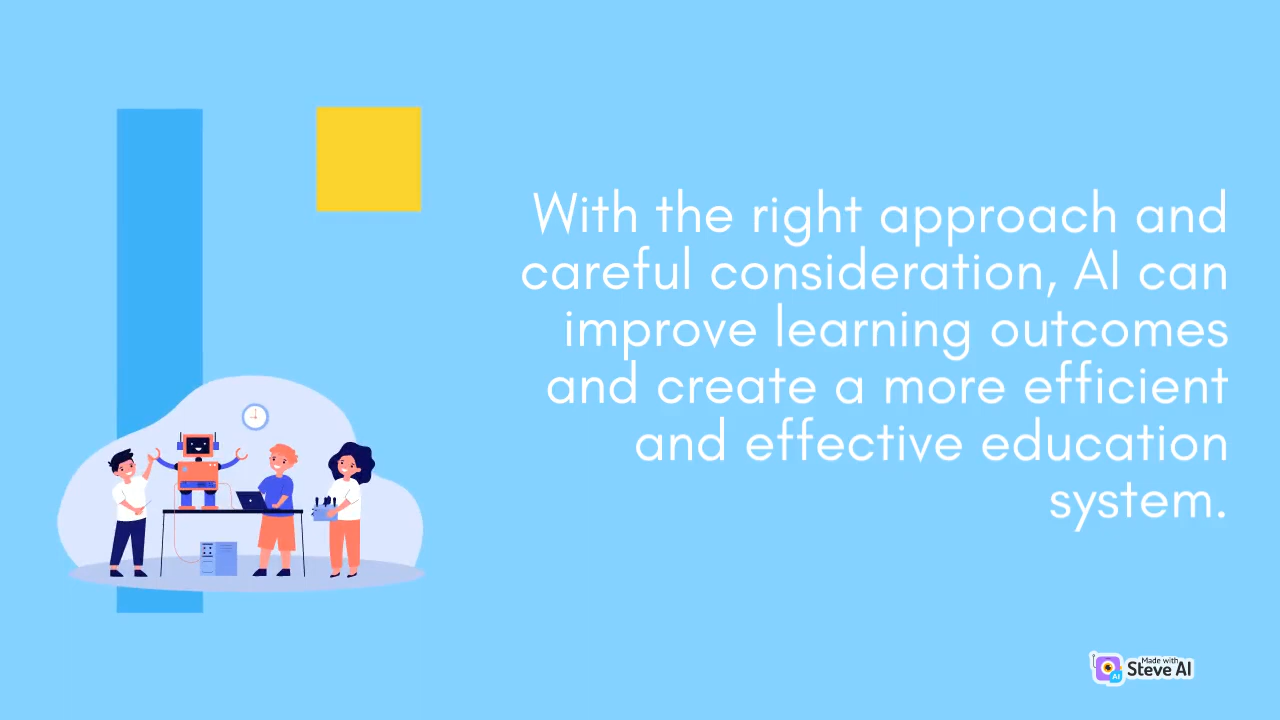 With the right approach and
careful consideration, AI can
improve learning outcomes
and create a more efficient
and effective education
system.
Made with
Steve AI
AI